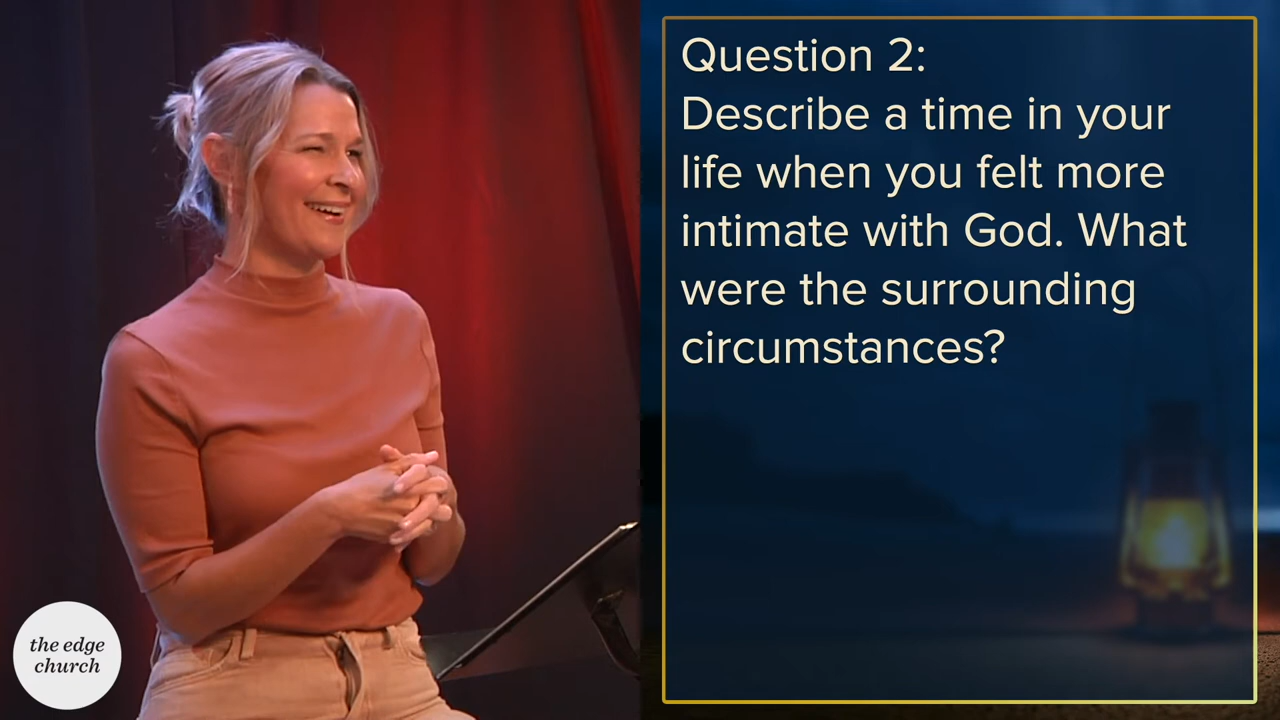 Question 2:
Describe a time in your
life when you felt more
intimate with God. What
were the surrounding
circumstances?
the edge
church